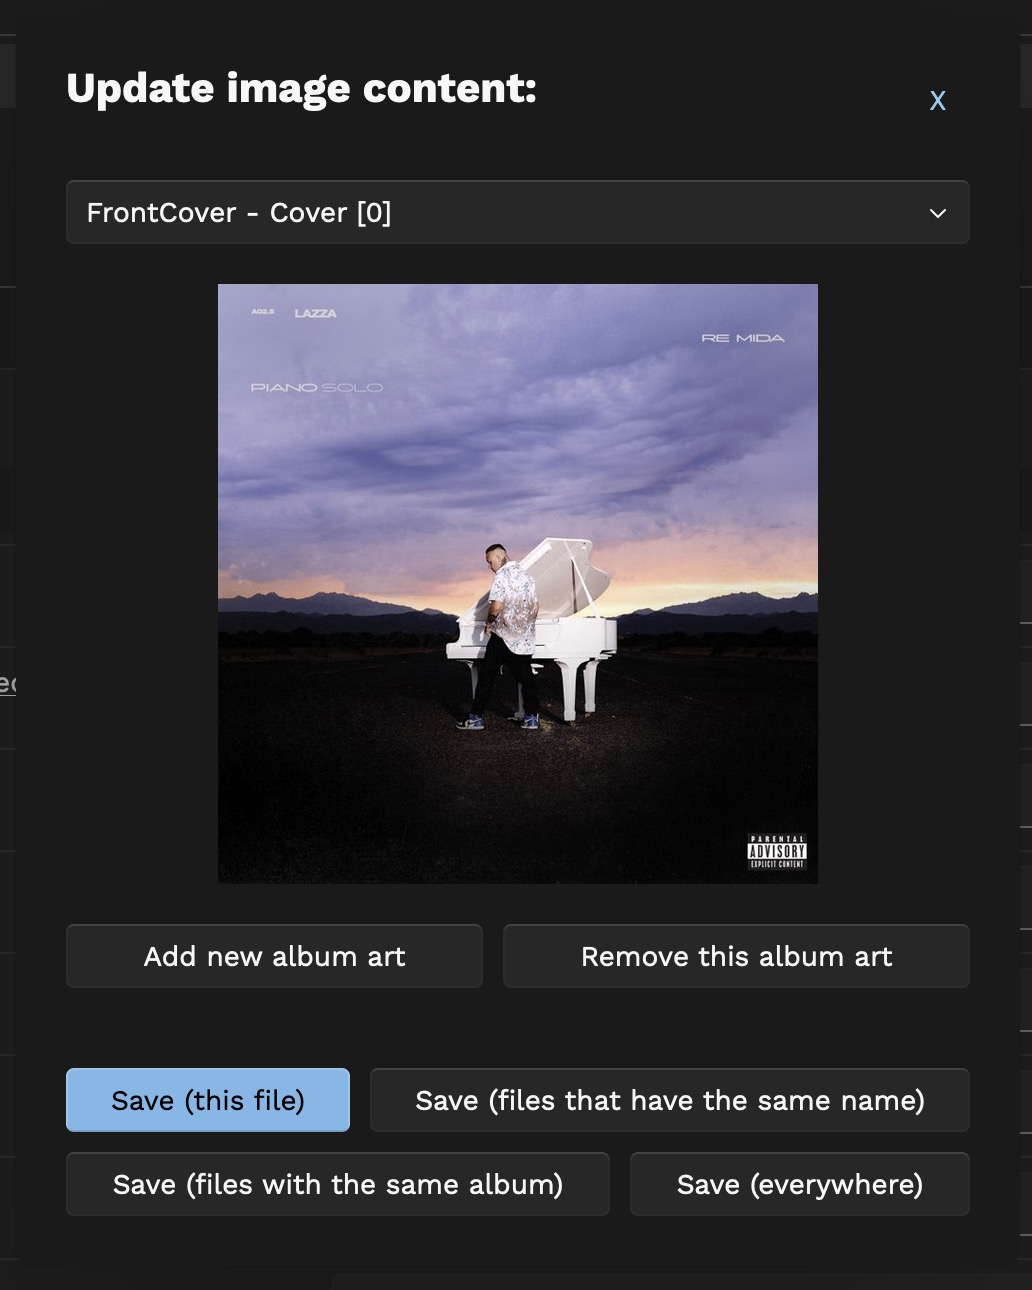 Update image content:
X
FrontCover - Cover [0]
A02.S LAZZA
RE MIDA
PIANO SOLO
PARENTAL
ADVISORY
EXPLICIT CONTENT
Add new album art
Remove this album art
Save (this file)
Save (files that have the same name)
Save (files with the same album)
Save (everywhere)